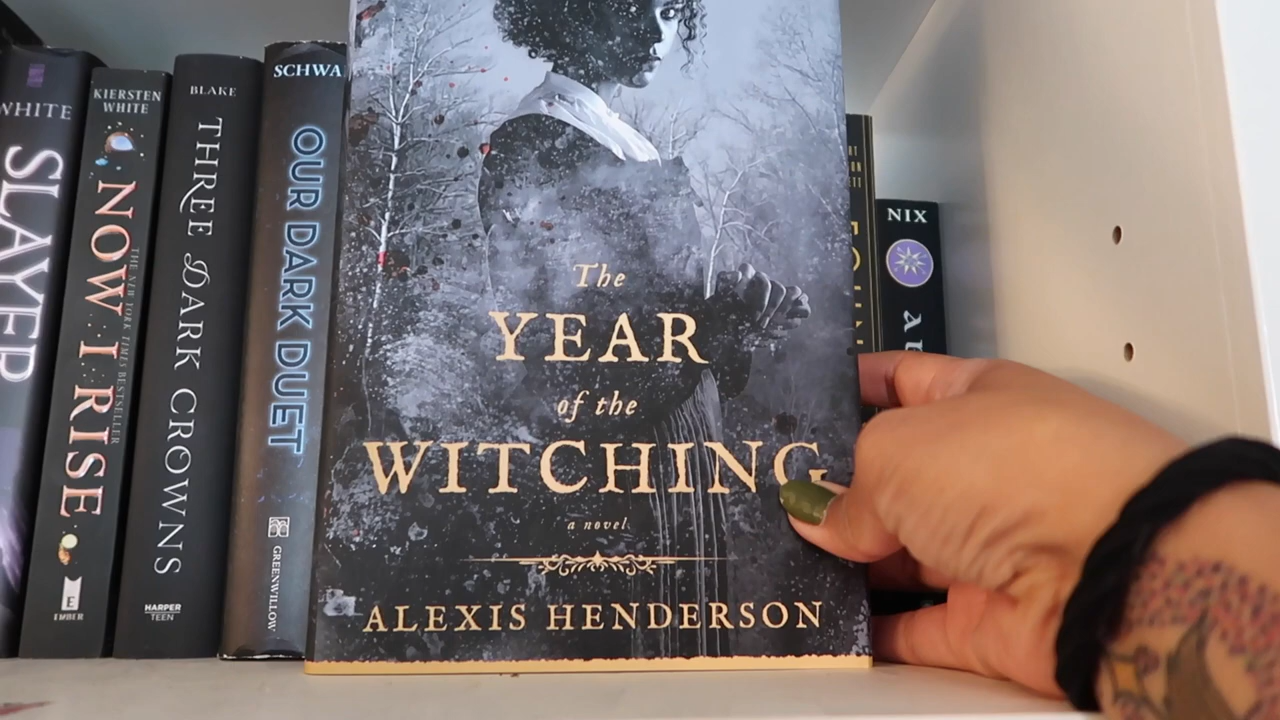 WHITE
SLAYER
KIERSTEN
WHITE
NOW I RISE
THE NEW YORK TIMES BESTSELLER
E
EMBER
BLAKE
THREE DARK CROWNS
HARPER
TEEN
SCHWA
OUR DARK DUET
GREENWILLOW
The
YEAR
of the
WITCHING
a novel
ALEXIS HENDERSON
NIX